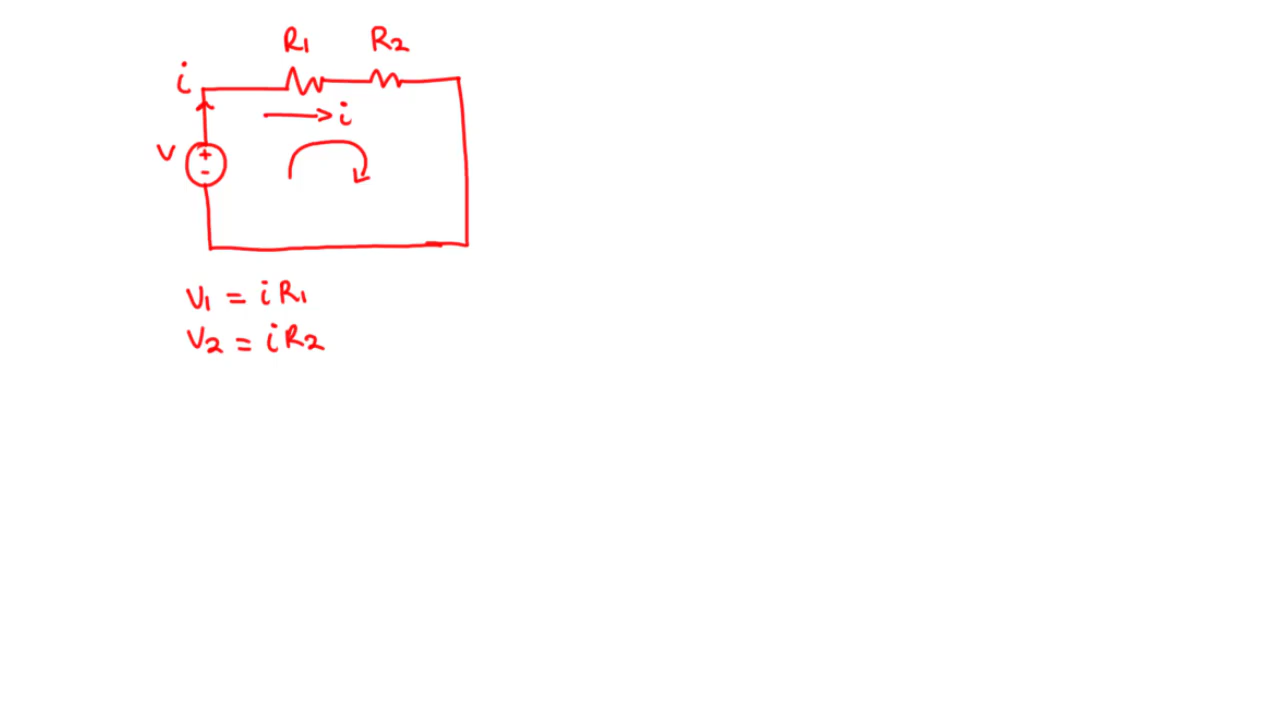 R1 R2
i
i
V
+
-
V1 = i R1
V2 = i R2